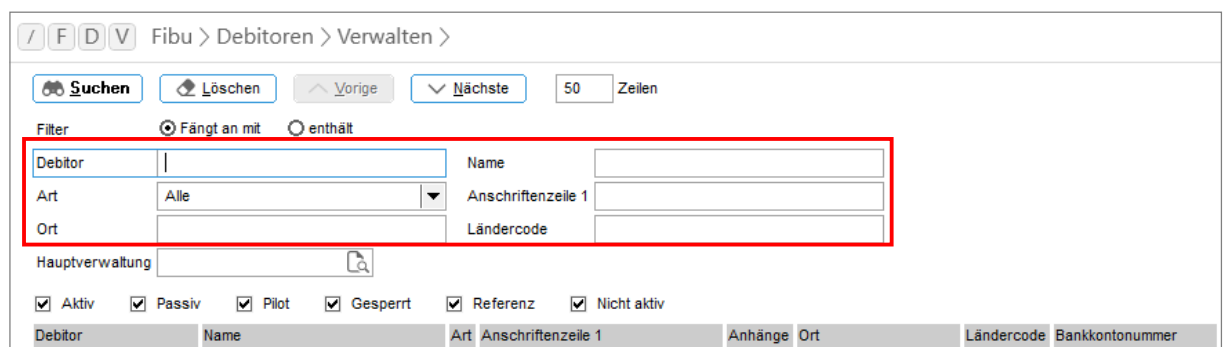 / F D V Fibu > Debitoren > Verwalten >
Suchen Löschen Vorige Nächste 50 Zeilen
Filter Fängt an mit enthält
Debitor Name
Art Alle Anschriftenzeile 1
Ort Ländercode
Hauptverwaltung
Aktiv Passiv Pilot Gesperrt Referenz Nicht aktiv
Debitor Name Art Anschriftenzeile 1 Anhänge Ort Ländercode Bankkontonummer